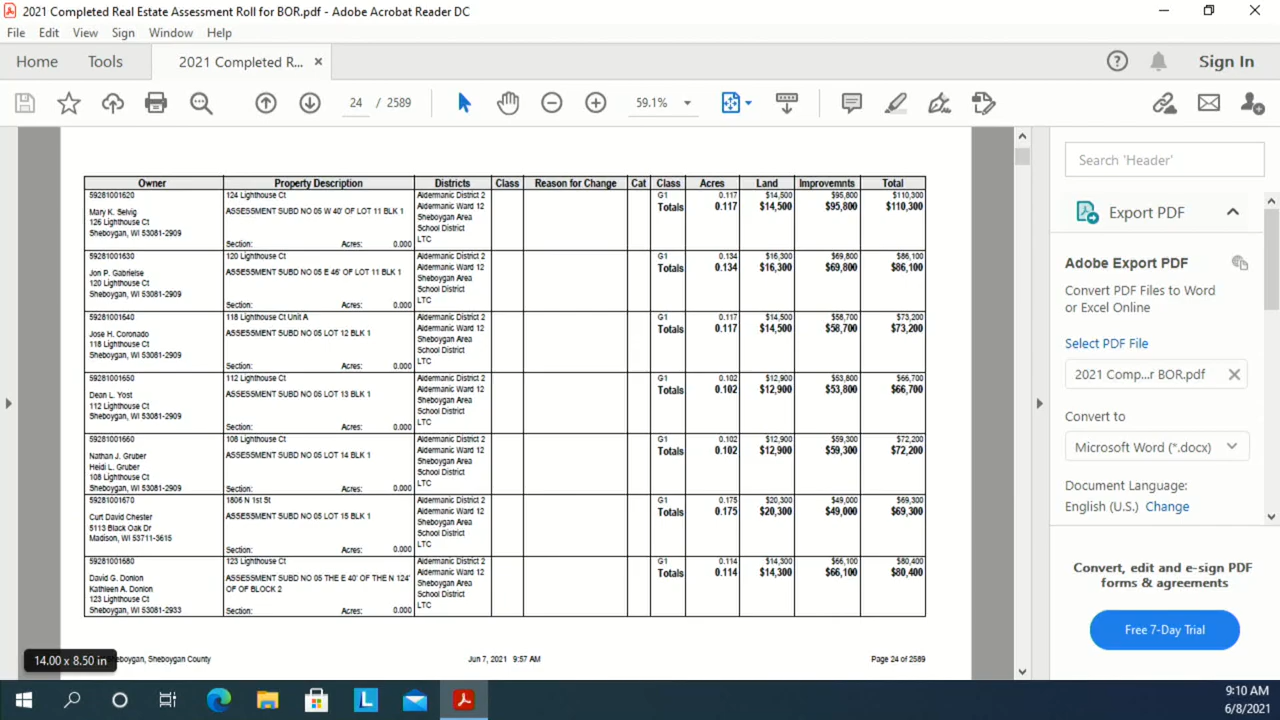 2021 Completed Real Estate Assessment Roll for BOR.pdf - Adobe Acrobat Reader DC
File Edit View Sign Window Help
Home Tools 2021 Completed R... × Sign In
24 / 2589 59.1%
Search 'Header'
Export PDF
Adobe Export PDF
Convert PDF Files to Word
or Excel Online
Select PDF File
2021 Comp...r BOR.pdf
Convert to
Microsoft Word (*.docx)
Document Language:
English (U.S.) Change
Convert, edit and e-sign PDF
forms & agreements
Free 7-Day Trial
Owner Property Description Districts Class Reason for Change Cat Class Acres Land Improvemnts Total
59281001620 124 Lighthouse Ct Aldermanic District 2 G1 0.117 $14,500 $95,800 $110,300
Mary K. Selvig ASSESSMENT SUBD NO 05 W 40' OF LOT 11 BLK 1 Aldermanic Ward 12 Totals 0.117 $14,500 $95,800 $110,300
126 Lighthouse Ct Sheboygan Area
Sheboygan, WI 53081-2909 School District
Section: Acres: 0.000 LTC
59281001630 120 Lighthouse Ct Aldermanic District 2 G1 0.134 $16,300 $69,800 $86,100
Jon P. Gabrielse ASSESSMENT SUBD NO 05 E 46' OF LOT 11 BLK 1 Aldermanic Ward 12 Totals 0.134 $16,300 $69,800 $86,100
120 Lighthouse Ct Sheboygan Area
Sheboygan, WI 53081-2909 School District
Section: Acres: 0.000 LTC
59281001640 118 Lighthouse Ct Unit A Aldermanic District 2 G1 0.117 $14,500 $58,700 $73,200
Jose H. Coronado ASSESSMENT SUBD NO 05 LOT 12 BLK 1 Aldermanic Ward 12 Totals 0.117 $14,500 $58,700 $73,200
118 Lighthouse Ct Sheboygan Area
Sheboygan, WI 53081-2909 School District
Section: Acres: 0.000 LTC
59281001650 112 Lighthouse Ct Aldermanic District 2 G1 0.102 $12,900 $53,800 $66,700
Dean L. Yost ASSESSMENT SUBD NO 05 LOT 13 BLK 1 Aldermanic Ward 12 Totals 0.102 $12,900 $53,800 $66,700
112 Lighthouse Ct Sheboygan Area
Sheboygan, WI 53081-2909 School District
Section: Acres: 0.000 LTC
59281001660 108 Lighthouse Ct Aldermanic District 2 G1 0.102 $12,900 $59,300 $72,200
Nathan J. Gruber ASSESSMENT SUBD NO 05 LOT 14 BLK 1 Aldermanic Ward 12 Totals 0.102 $12,900 $59,300 $72,200
Heidi L. Gruber Sheboygan Area
108 Lighthouse Ct School District
Sheboygan, WI 53081-2909 Section: Acres: 0.000 LTC
59281001670 1806 N 1st St Aldermanic District 2 G1 0.175 $20,300 $49,000 $69,300
Curt David Chester ASSESSMENT SUBD NO 05 LOT 15 BLK 1 Aldermanic Ward 12 Totals 0.175 $20,300 $49,000 $69,300
5113 Black Oak Dr Sheboygan Area
Madison, WI 53711-3615 School District
Section: Acres: 0.000 LTC
59281001680 123 Lighthouse Ct Aldermanic District 2 G1 0.114 $14,300 $66,100 $80,400
David G. Donlon ASSESSMENT SUBD NO 05 THE E 40' OF THE N 124' Aldermanic Ward 12 Totals 0.114 $14,300 $66,100 $80,400
Kathleen A. Donlon OF OF BLOCK 2 Sheboygan Area
123 Lighthouse Ct School District
Sheboygan, WI 53081-2933 Section: Acres: 0.000 LTC
14.00 x 8.50 in eboygan, Sheboygan County Jun 7, 2021 9:57 AM Page 24 of 2589
9:10 AM
6/8/2021